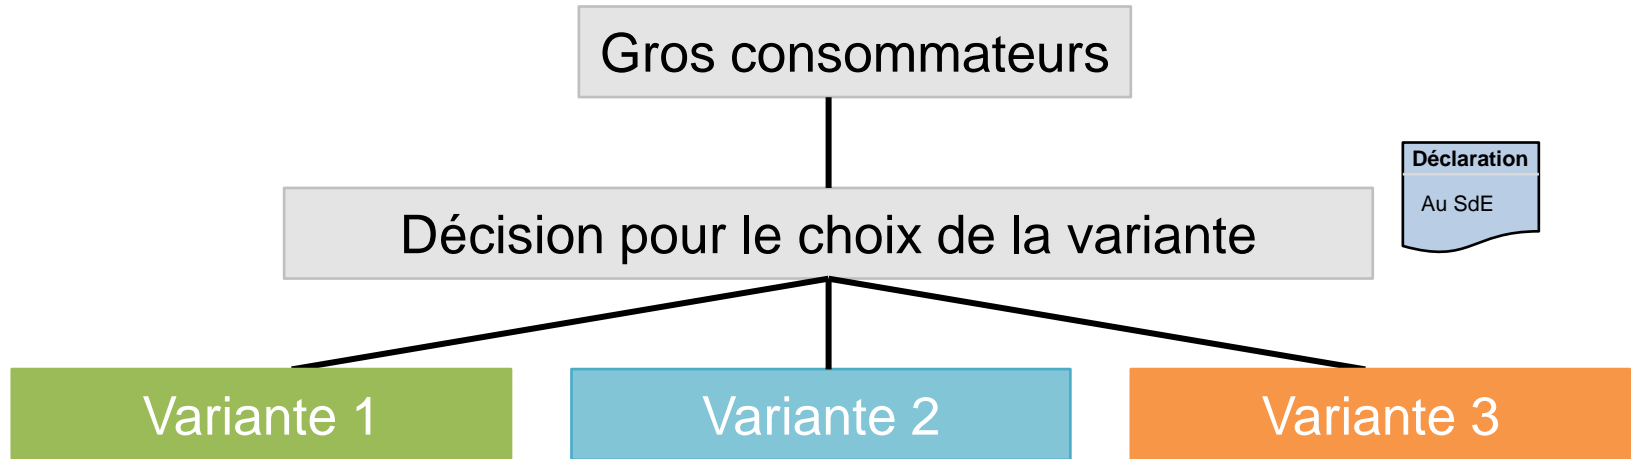 Gros consommateurs
Déclaration
Au SdE
Décision pour le choix de la variante
Variante 1
Variante 2
Variante 3